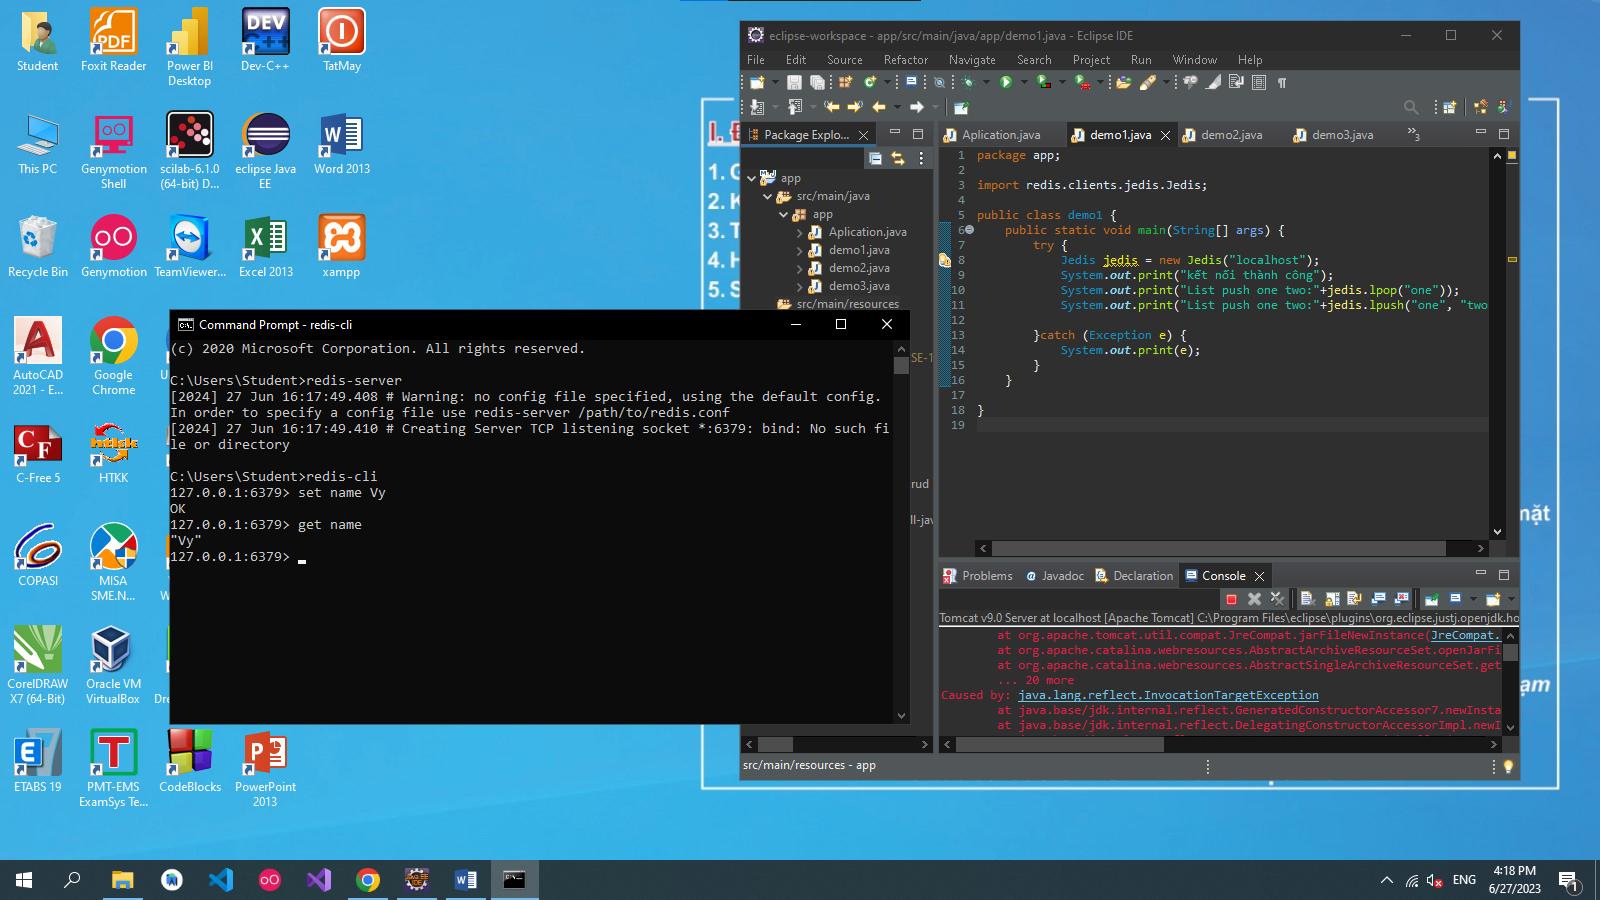 Student
Foxit Reader
Power BI
Desktop
Dev-C++
TatMay
This PC
Genymotion
Shell
scilab-6.1.0
(64-bit) D...
eclipse Java
EE
Word 2013
Recycle Bin
Genymotion
TeamViewer...
Excel 2013
xampp
AutoCAD
2021 - E...
Google
Chrome
C-Free 5
HTKK
COPASI
MISA
SME.N...
CorelDRAW
X7 (64-Bit)
Oracle VM
VirtualBox
ETABS 19
PMT-EMS
ExamSys Te...
CodeBlocks
PowerPoint
2013
eclipse-workspace - app/src/main/java/app/demo1.java - Eclipse IDE
File Edit Source Refactor Navigate Search Project Run Window Help
Package Explo...
app
src/main/java
app
Aplication.java
demo1.java
demo2.java
demo3.java
src/main/resources
Aplication.java demo1.java demo2.java demo3.java »3
1 package app;
2
3 import redis.clients.jedis.Jedis;
4
5 public class demo1 {
6 public static void main(String[] args) {
7 try {
8 Jedis jedis = new Jedis("localhost");
9 System.out.print("kết nối thành công");
10 System.out.print("List push one two:"+jedis.lpop("one"));
11 System.out.print("List push one two:"+jedis.lpush("one", "two
12
13 }catch (Exception e) {
14 System.out.print(e);
15 }
16 }
17
18 }
19
Command Prompt - redis-cli
(c) 2020 Microsoft Corporation. All rights reserved.
C:\Users\Student>redis-server
[2024] 27 Jun 16:17:49.408 # Warning: no config file specified, using the default config.
In order to specify a config file use redis-server /path/to/redis.conf
[2024] 27 Jun 16:17:49.410 # Creating Server TCP listening socket *:6379: bind: No such fi
le or directory
C:\Users\Student>redis-cli
127.0.0.1:6379> set name Vy
OK
127.0.0.1:6379> get name
"Vy"
127.0.0.1:6379>
Problems Javadoc Declaration Console
Tomcat v9.0 Server at localhost [Apache Tomcat] C:\Program Files\eclipse\plugins\org.eclipse.justj.openjdk.ho
at org.apache.tomcat.util.compat.JreCompat.jarFileNewInstance(JreCompat.
at org.apache.catalina.webresources.AbstractArchiveResourceSet.openJarFi
at org.apache.catalina.webresources.AbstractSingleArchiveResourceSet.get
... 20 more
Caused by: java.lang.reflect.InvocationTargetException
at java.base/jdk.internal.reflect.GeneratedConstructorAccessor7.newInsta
at java.base/jdk.internal.reflect.DelegatingConstructorAccessorImpl.newI
src/main/resources - app
mặt
ENG
4:18 PM
6/27/2023
1